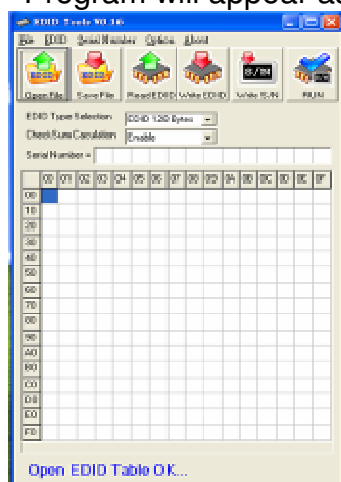 Program will appear as
EDID Tools V0.16
File EDID Serial Number Option About
Open File Save File Read EDID Write EDID Write S/N RUN
EDID Type Selection EDID 128 Bytes
Check Sum Calculation Enable
Serial Number =
00 01 02 03 04 05 06 07 08 09 0A 0B 0C 0D 0E 0F
00
10
20
30
40
50
60
70
80
90
A0
B0
C0
D0
E0
F0
Open EDID Table OK...